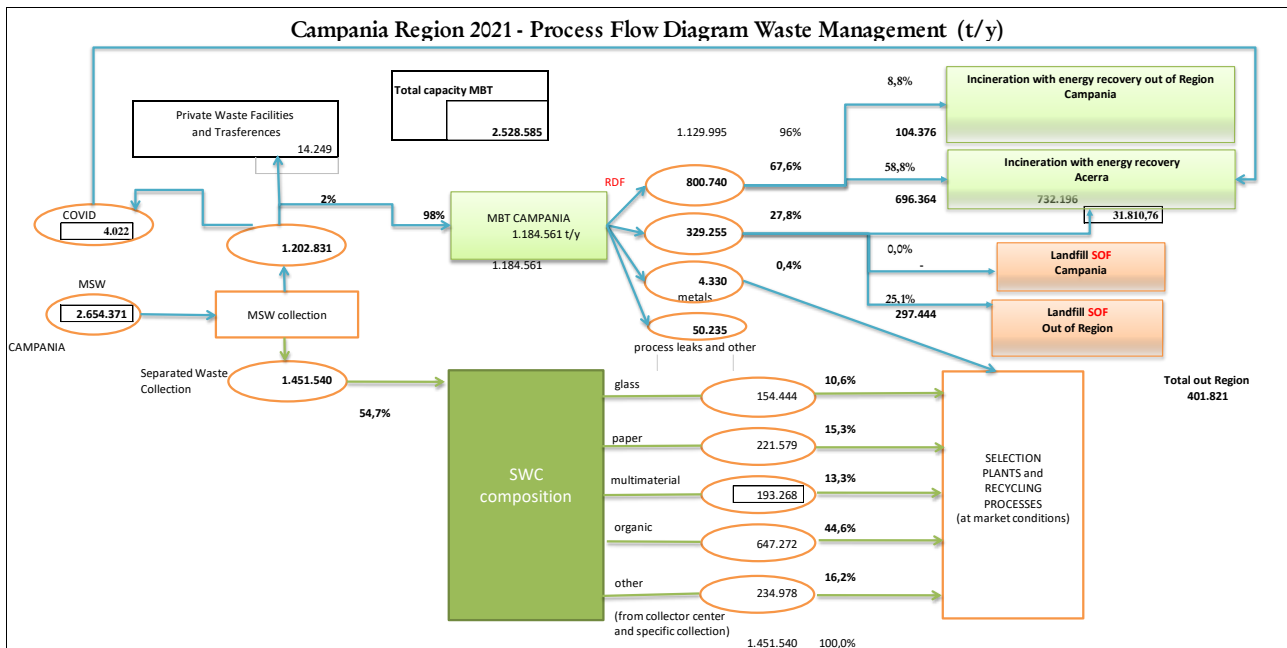 Campania Region 2021 - Process Flow Diagram Waste Management (t/y)
Private Waste Facilities
and Trasferences
14.249
Total capacity MBT
2.528.585
1.129.995
96%
8,8%
104.376
Incineration with energy recovery out of Region
Campania
COVID
4.022
2%
98%
1.202.831
MBT CAMPANIA
1.184.561 t/y
1.184.561
RDF
800.740
67,6%
58,8%
696.364
Incineration with energy recovery
Acerra
732.196
31.810,76
329.255
27,8%
0,0%
-
Landfill SOF
Campania
4.330
metals
0,4%
25,1%
297.444
Landfill SOF
Out of Region
50.235
process leaks and other
MSW
2.654.371
CAMPANIA
MSW collection
Separated Waste
Collection
1.451.540
54,7%
SWC
composition
glass
154.444
10,6%
paper
221.579
15,3%
multimaterial
193.268
13,3%
organic
647.272
44,6%
other
234.978
16,2%
(from collector center
and specific collection)
1.451.540
100,0%
SELECTION
PLANTS and
RECYCLING
PROCESSES
(at market conditions)
Total out Region
401.821